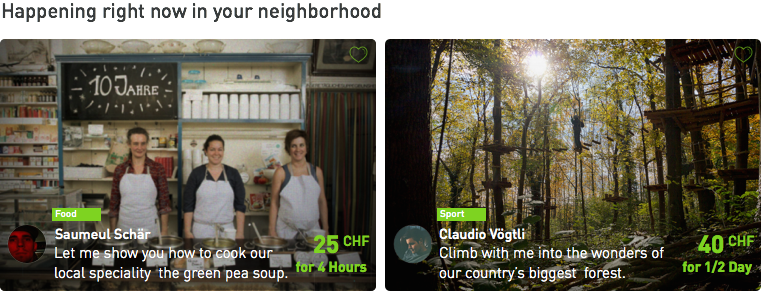 Happening right now in your neighborhood
10 JAHRE
Food
Saumeul Schär
Let me show you how to cook our
local speciality the green pea soup.
25 CHF
for 4 Hours
Sport
Claudio Vögtli
Climb with me into the wonders of
our country's biggest forest.
40 CHF
for 1/2 Day